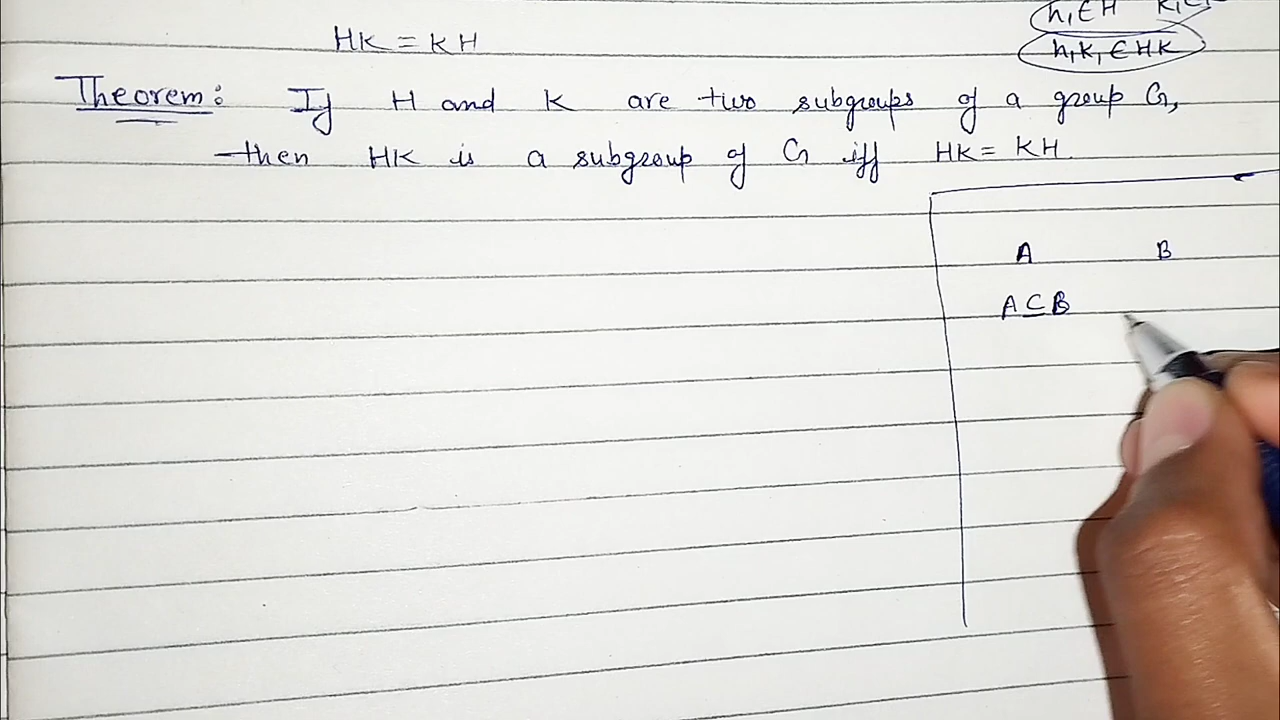 h₁∈H
HK = KH
h₁k₁∈HK
Theorem: If H and K are two subgroups of a group G,
then HK is a subgroup of G iff HK = KH.
A B
A⊆B